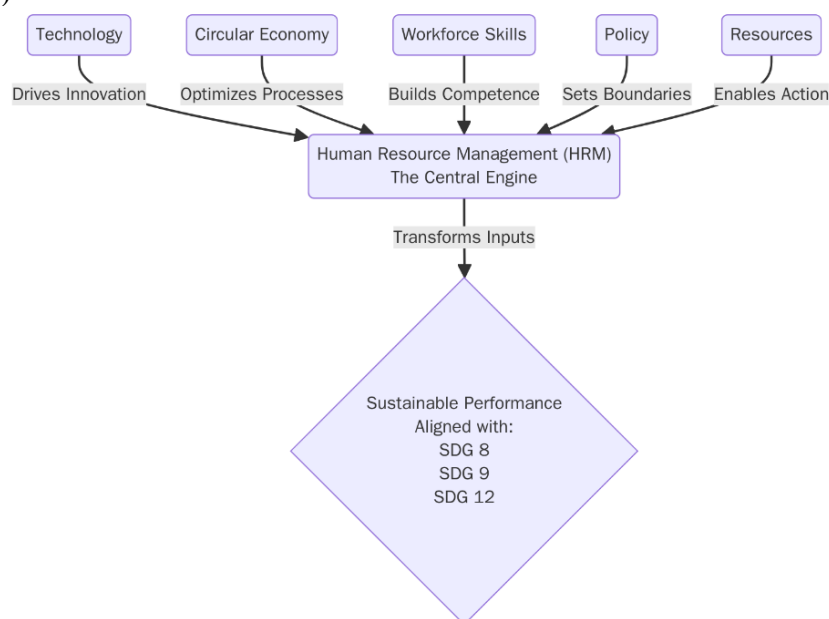 Technology
Circular Economy
Workforce Skills
Policy
Resources
Drives Innovation
Optimizes Processes
Builds Competence
Sets Boundaries
Enables Action
Human Resource Management (HRM)
The Central Engine
Transforms Inputs
Sustainable Performance
Aligned with:
SDG 8
SDG 9
SDG 12